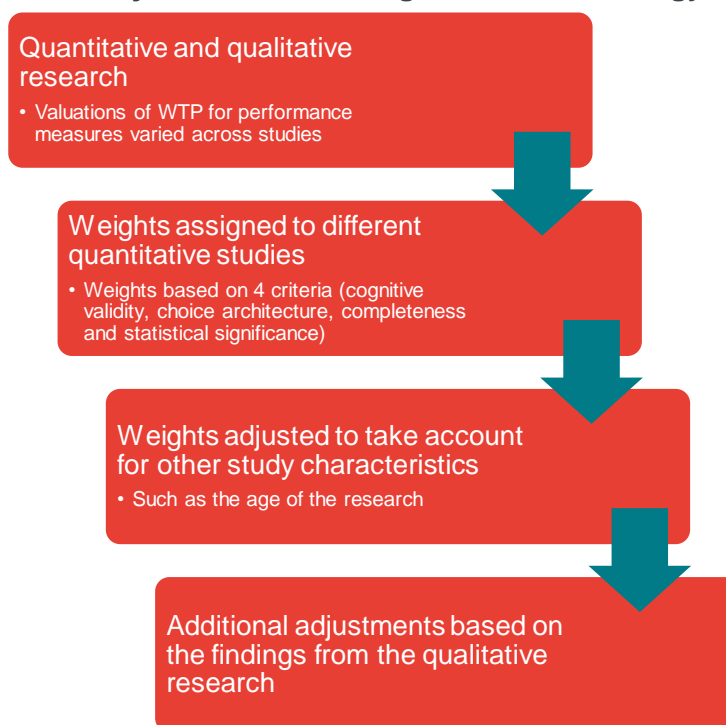 Quantitative and qualitative
research
• Valuations of WTP for performance
measures varied across studies
Weights assigned to different
quantitative studies
• Weights based on 4 criteria (cognitive
validity, choice architecture, completeness
and statistical significance)
Weights adjusted to take account
for other study characteristics
• Such as the age of the research
Additional adjustments based on
the findings from the qualitative
research